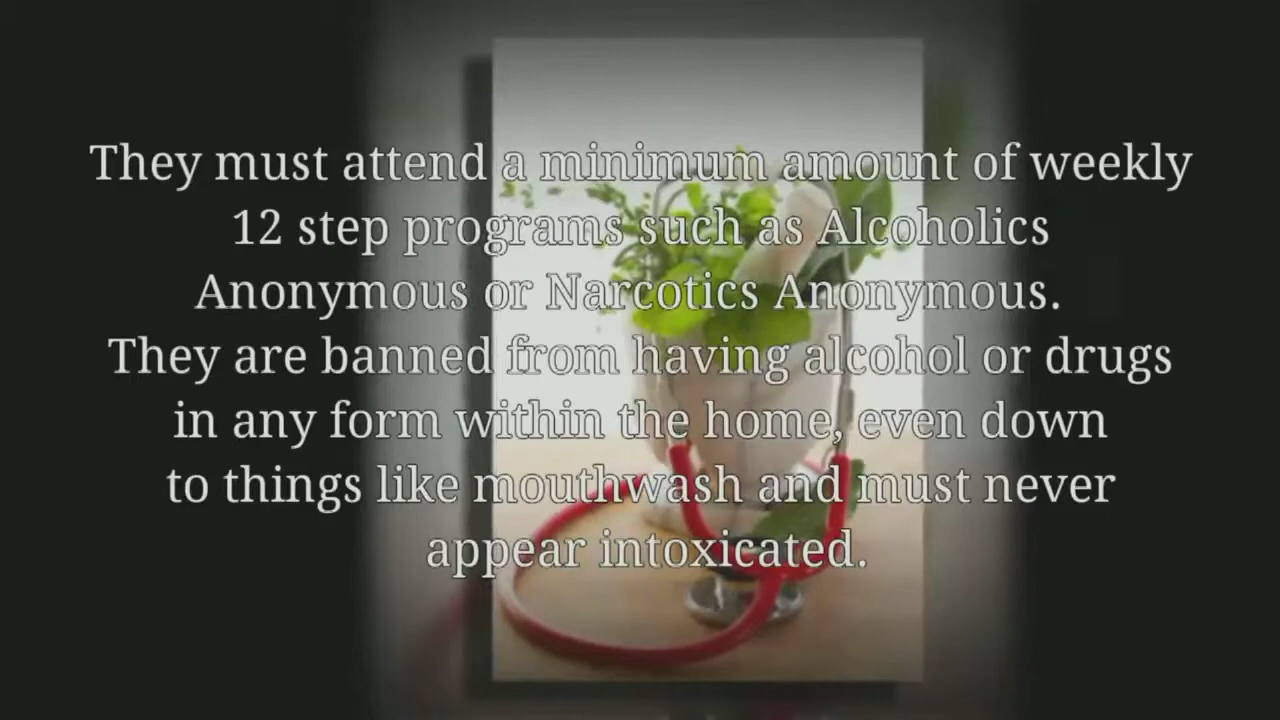 They must attend a minimum amount of weekly
12 step programs such as Alcoholics
Anonymous or Narcotics Anonymous.
They are banned from having alcohol or drugs
in any form within the home, even down
to things like mouthwash and must never
appear intoxicated.